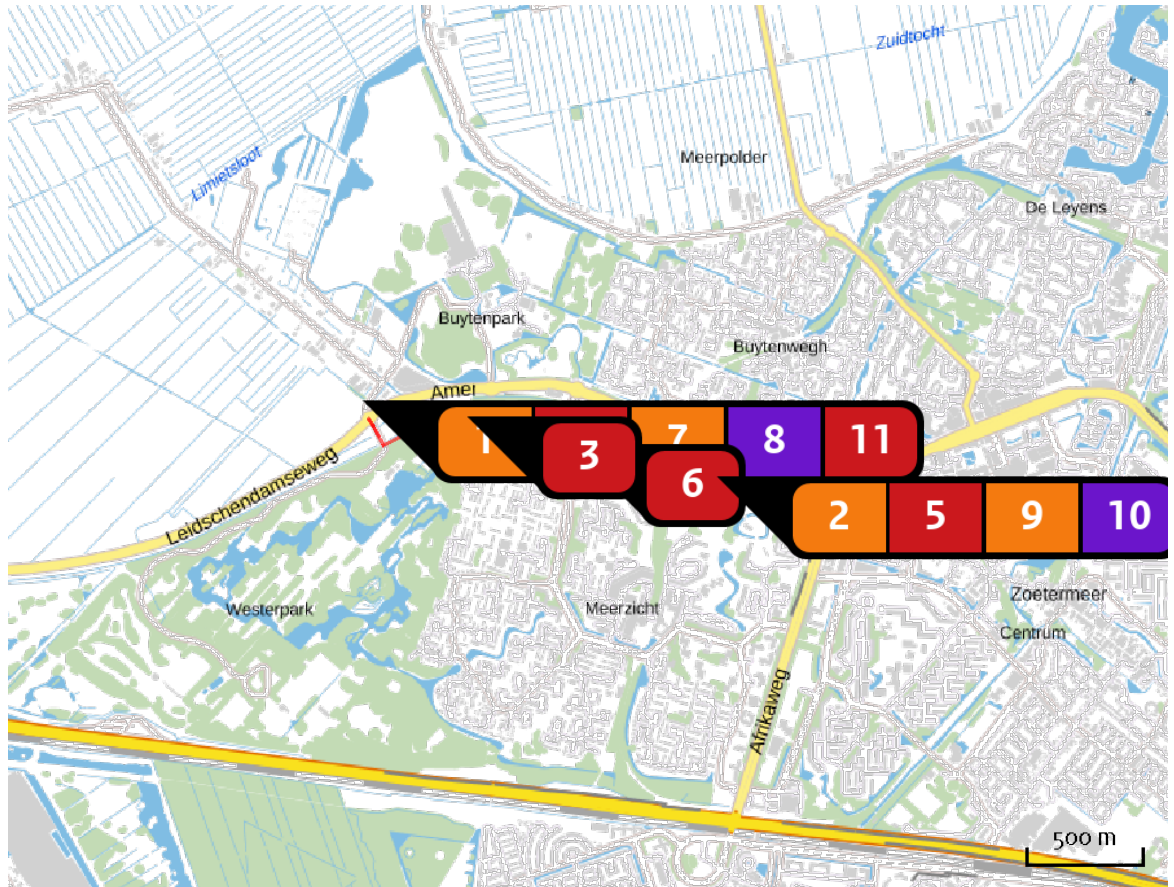 Zuidtocht
Meerpolder
Limietsloot
De Leyens
Buytenpark
Buytenwegh
Amer
1 7 8 11
3
6
2 5 9 10
Leidschendamseweg
Westerpark
Meerzicht
Zoetermeer
Centrum
Afrikaweg
500 m